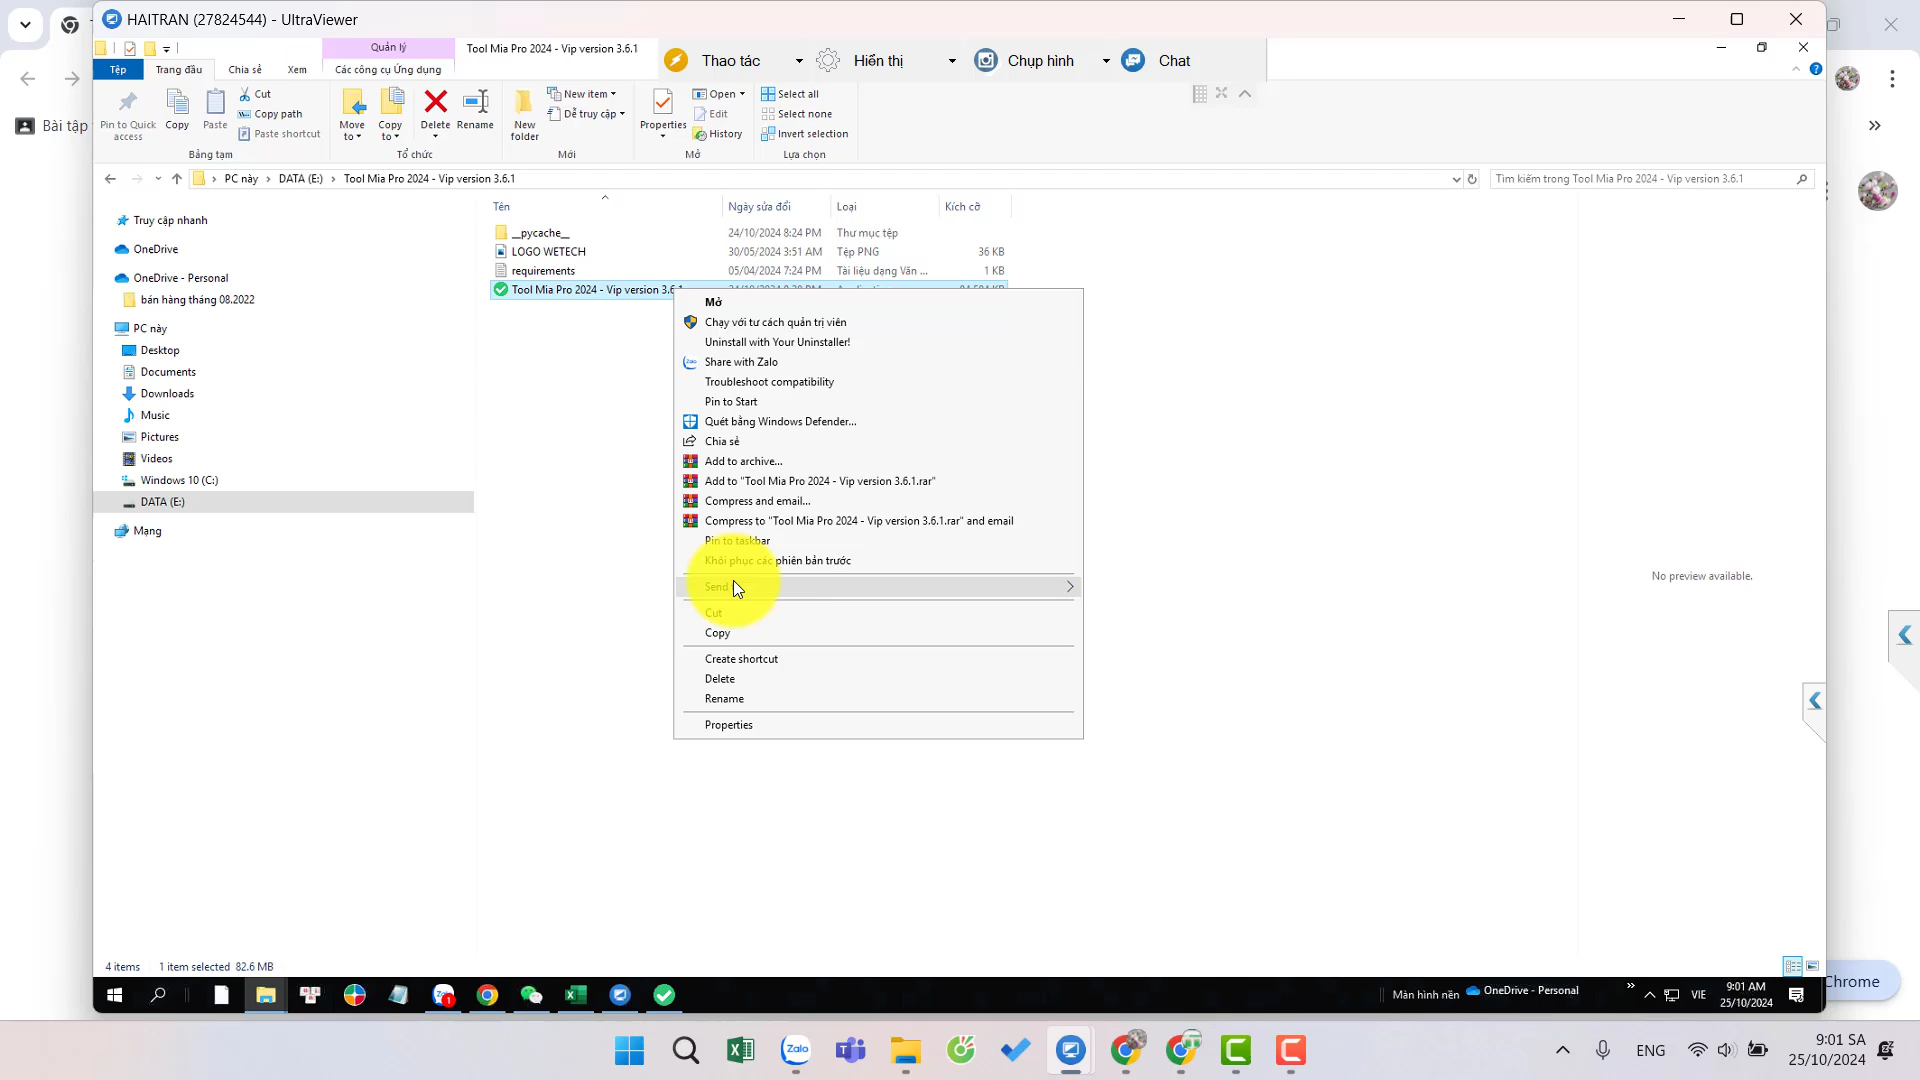 HAITRAN (27824544) - UltraViewer
Quản lý
Tool Mia Pro 2024 - Vip version 3.6.1
Thao tác
Hiển thị
Chụp hình
Chat
Tệp
Trang đầu
Chia sẻ
Xem
Các công cụ Ứng dụng
Pin to Quick
access
Copy
Paste
Cut
Copy path
Paste shortcut
Bảng tạm
Move
to
Copy
to
Delete
Rename
Tổ chức
New
folder
New item
Dễ truy cập
Mới
Properties
Open
Edit
History
Mở
Select all
Select none
Invert selection
Lựa chọn
Bài tập
PC này
DATA (E:)
Tool Mia Pro 2024 - Vip version 3.6.1
Tìm kiếm trong Tool Mia Pro 2024 - Vip version 3.6.1
Truy cập nhanh
OneDrive
OneDrive - Personal
bán hàng tháng 08.2022
PC này
Desktop
Documents
Downloads
Music
Pictures
Videos
Windows 10 (C:)
DATA (E:)
Mạng
Tên Ngày sửa đổi Loại Kích cỡ
__pycache__ 24/10/2024 8:24 PM Thư mục tệp
LOGO WETECH 30/05/2024 3:51 AM Tệp PNG 36 KB
requirements 05/04/2024 7:24 PM Tài liệu dạng Văn ... 1 KB
Tool Mia Pro 2024 - Vip version 3.6.1
Mở
Chạy với tư cách quản trị viên
Uninstall with Your Uninstaller!
Share with Zalo
Troubleshoot compatibility
Pin to Start
Quét bằng Windows Defender...
Chia sẻ
Add to archive...
Add to "Tool Mia Pro 2024 - Vip version 3.6.1.rar"
Compress and email...
Compress to "Tool Mia Pro 2024 - Vip version 3.6.1.rar" and email
Pin to taskbar
Khôi phục các phiên bản trước
Send
Cut
Copy
Create shortcut
Delete
Rename
Properties
No preview available.
4 items 1 item selected 82.6 MB
Màn hình nền
OneDrive - Personal
VIE
9:01 AM
25/10/2024
Chrome
Zalo
ENG
9:01 SA
25/10/2024